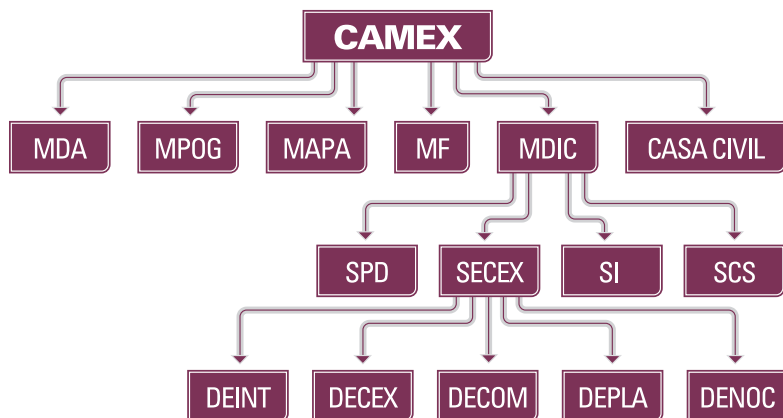 CAMEX
MDA MPOG MAPA MF MDIC CASA CIVIL
SPD SECEX SI SCS
DEINT DECEX DECOM DEPLA DENOC